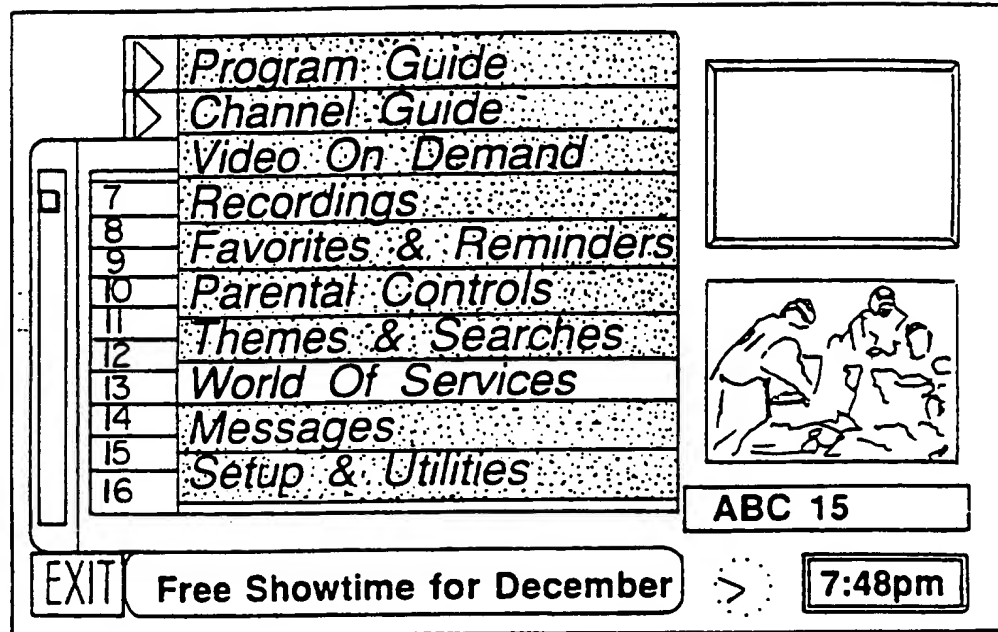 Program Guide
Channel Guide
Video On Demand
7 Recordings
8 Favorites & Reminders
9
10 Parental Controls
11 Themes & Searches
12
13 World Of Services
14 Messages
15 Setup & Utilities
16
ABC 15
EXIT Free Showtime for December 7:48pm